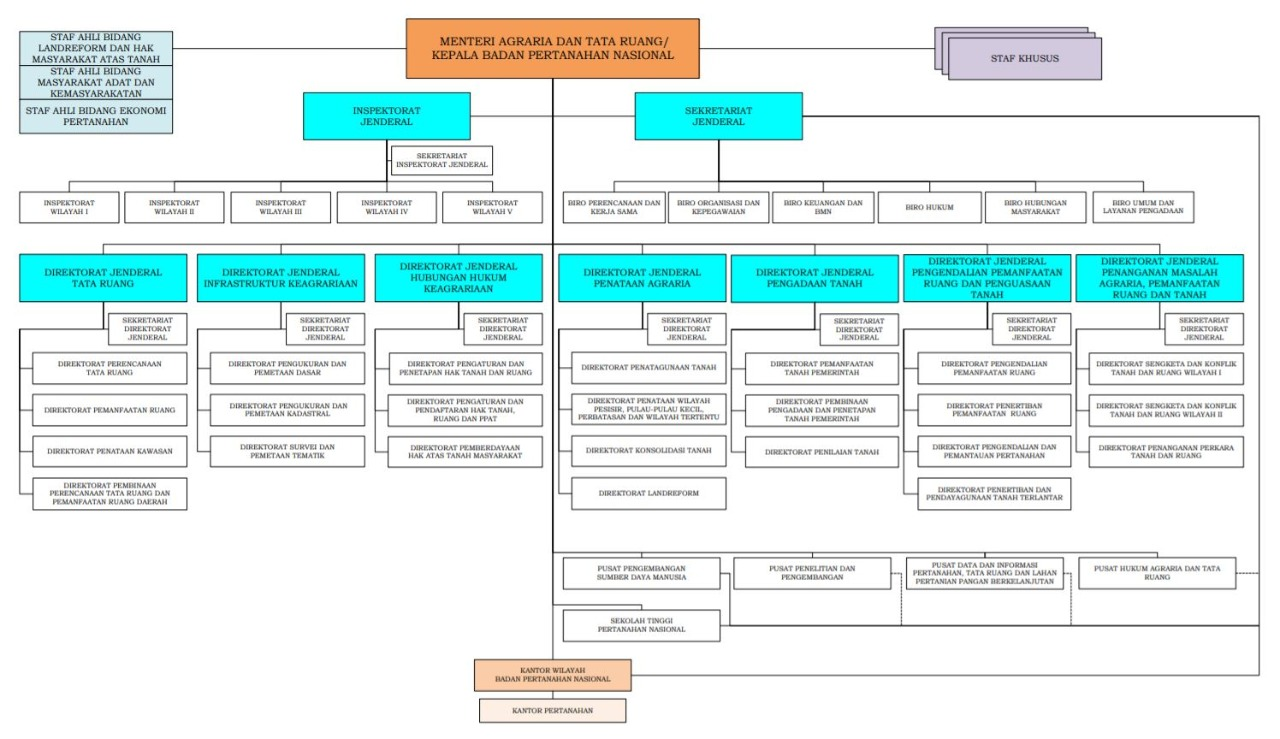 STAF AHLI BIDANG
LANDREFORM DAN HAK
MASYARAKAT ATAS TANAH
STAF AHLI BIDANG
MASYARAKAT ADAT DAN
KEMASYARAKATAN
STAF AHLI BIDANG EKONOMI
PERTANAHAN
MENTERI AGRARIA DAN TATA RUANG/
KEPALA BADAN PERTANAHAN NASIONAL
STAF KHUSUS
INSPEKTORAT
JENDERAL
SEKRETARIAT
JENDERAL
SEKRETARIAT
INSPEKTORAT JENDERAL
INSPEKTORAT
WILAYAH I
INSPEKTORAT
WILAYAH II
INSPEKTORAT
WILAYAH III
INSPEKTORAT
WILAYAH IV
INSPEKTORAT
WILAYAH V
BIRO PERENCANAAN DAN
KERJA SAMA
BIRO ORGANISASI DAN
KEPEGAWAIAN
BIRO KEUANGAN DAN
BMN
BIRO HUKUM
BIRO HUBUNGAN
MASYARAKAT
BIRO UMUM DAN
LAYANAN PENGADAAN
DIREKTORAT JENDERAL
TATA RUANG
SEKRETARIAT
DIREKTORAT
JENDERAL
DIREKTORAT PERENCANAAN
TATA RUANG
DIREKTORAT PEMANFAATAN RUANG
DIREKTORAT PENATAAN KAWASAN
DIREKTORAT PEMBINAAN
PERENCANAAN TATA RUANG DAN
PEMANFAATAN RUANG DAERAH
DIREKTORAT JENDERAL
INFRASTRUKTUR KEAGRARIAAN
SEKRETARIAT
DIREKTORAT
JENDERAL
DIREKTORAT PENGUKURAN DAN
PEMETAAN DASAR
DIREKTORAT PENGUKURAN DAN
PEMETAAN KADASTRAL
DIREKTORAT SURVEI DAN
PEMETAAN TEMATIK
DIREKTORAT JENDERAL
HUBUNGAN HUKUM
KEAGRARIAAN
SEKRETARIAT
DIREKTORAT
JENDERAL
DIREKTORAT PENGATURAN DAN
PENETAPAN HAK TANAH DAN RUANG
DIREKTORAT PENGATURAN DAN
PENDAFTARAN HAK TANAH,
RUANG DAN PPAT
DIREKTORAT PEMBERDAYAAN
HAK ATAS TANAH MASYARAKAT
DIREKTORAT JENDERAL
PENATAAN AGRARIA
SEKRETARIAT
DIREKTORAT
JENDERAL
DIREKTORAT PENATAGUNAAN TANAH
DIREKTORAT PENATAAN WILAYAH
PESISIR, PULAU-PULAU KECIL,
PERBATASAN DAN WILAYAH TERTENTU
DIREKTORAT KONSOLIDASI TANAH
DIREKTORAT LANDREFORM
DIREKTORAT JENDERAL
PENGADAAN TANAH
SEKRETARIAT
DIREKTORAT
JENDERAL
DIREKTORAT PEMANFAATAN
TANAH PEMERINTAH
DIREKTORAT PEMBINAAN
PENGADAAN DAN PENETAPAN
TANAH PEMERINTAH
DIREKTORAT PENILAIAN TANAH
DIREKTORAT JENDERAL
PENGENDALIAN PEMANFAATAN
RUANG DAN PENGUASAAN
TANAH
SEKRETARIAT
DIREKTORAT
JENDERAL
DIREKTORAT PENGENDALIAN
PEMANFAATAN RUANG
DIREKTORAT PENERTIBAN
PEMANFAATAN RUANG
DIREKTORAT PENGENDALIAN DAN
PEMANTAUAN PERTANAHAN
DIREKTORAT PENERTIBAN DAN
PENDAYAGUNAAN TANAH TERLANTAR
DIREKTORAT JENDERAL
PENANGANAN MASALAH
AGRARIA, PEMANFAATAN
RUANG DAN TANAH
SEKRETARIAT
DIREKTORAT
JENDERAL
DIREKTORAT SENGKETA DAN KONFLIK
TANAH DAN RUANG WILAYAH I
DIREKTORAT SENGKETA DAN KONFLIK
TANAH DAN RUANG WILAYAH II
DIREKTORAT PENANGANAN PERKARA
TANAH DAN RUANG
PUSAT PENGEMBANGAN
SUMBER DAYA MANUSIA
PUSAT PENELITIAN DAN
PENGEMBANGAN
PUSAT DATA DAN INFORMASI
PERTANAHAN, TATA RUANG DAN LAHAN
PERTANIAN PANGAN BERKELANJUTAN
PUSAT HUKUM AGRARIA DAN TATA
RUANG
SEKOLAH TINGGI
PERTANAHAN NASIONAL
KANTOR WILAYAH
BADAN PERTANAHAN NASIONAL
KANTOR PERTANAHAN